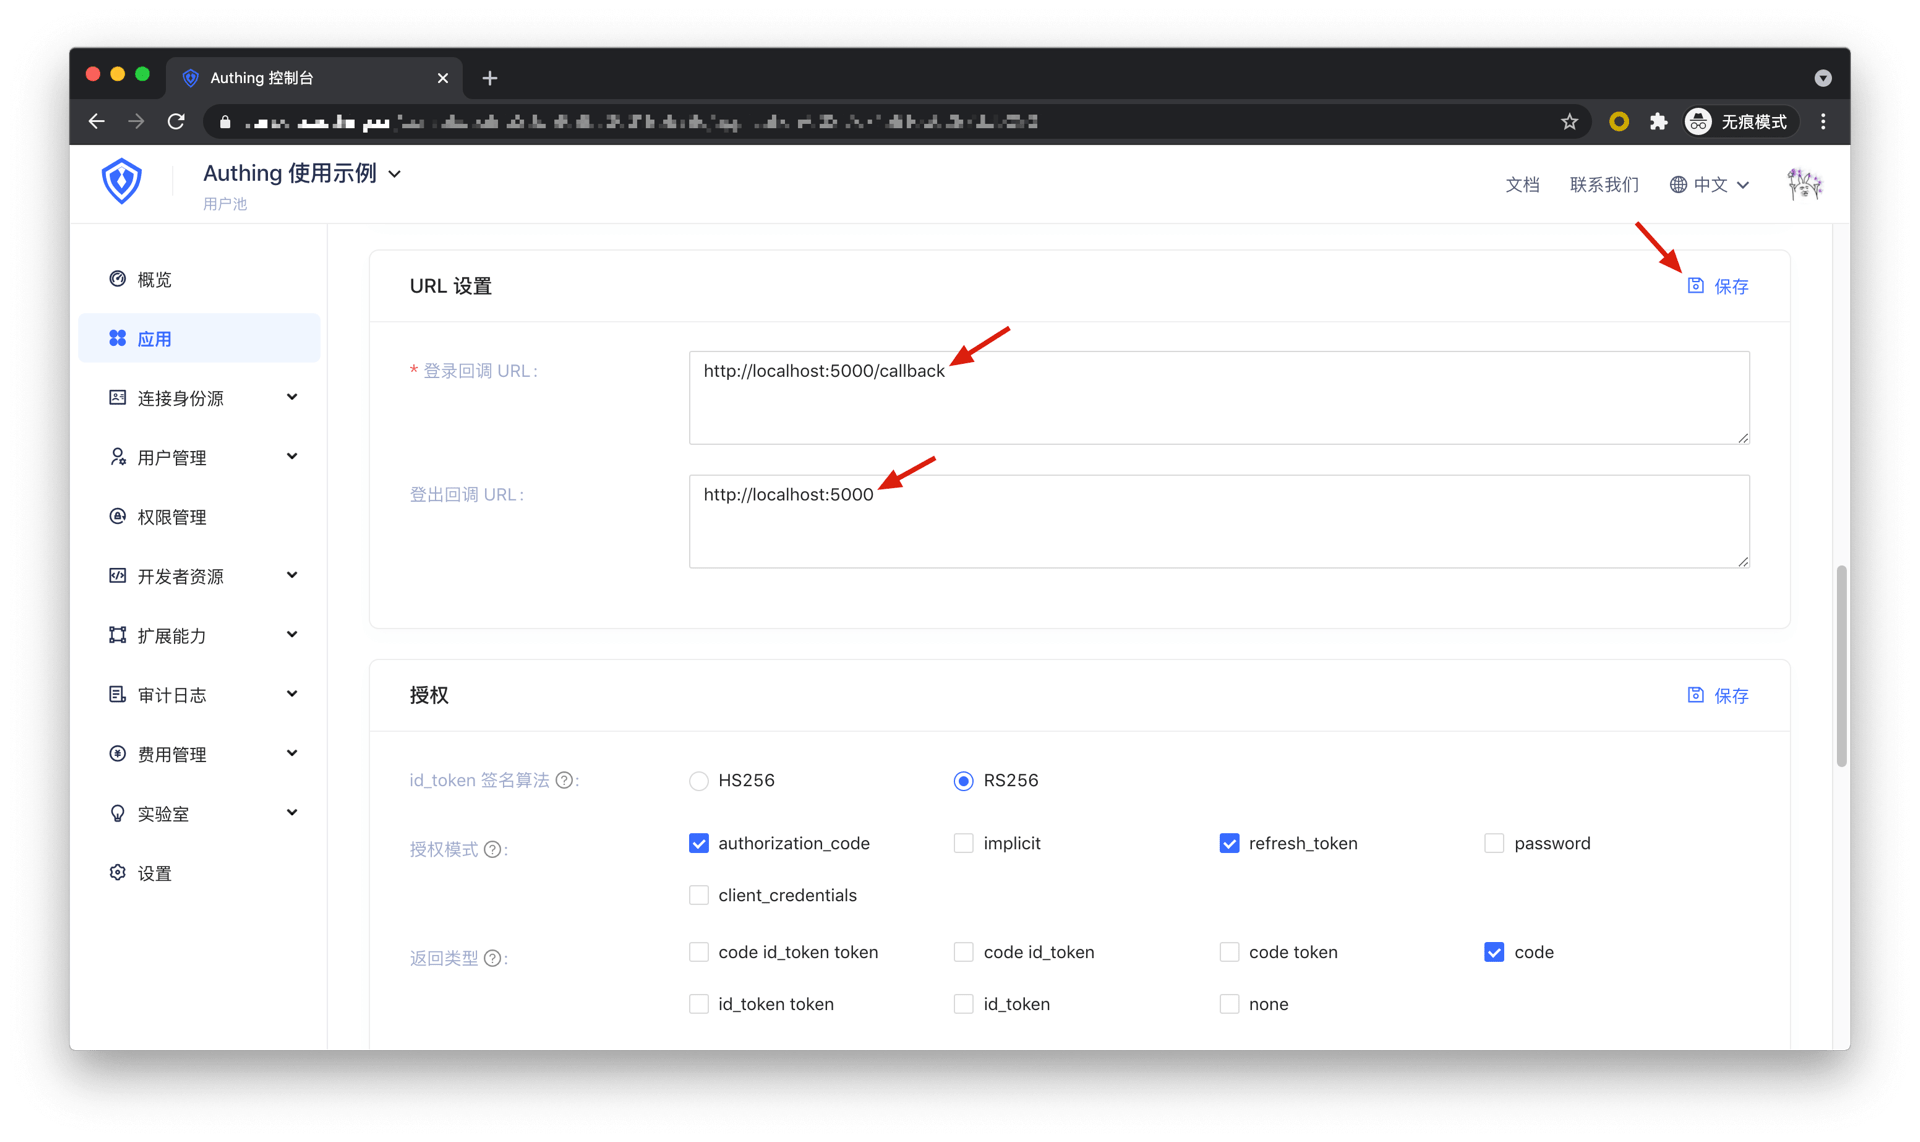 Authing 控制台
无痕模式
Authing 使用示例
用户池
文档 联系我们 中文
概览
应用
连接身份源
用户管理
权限管理
开发者资源
扩展能力
审计日志
费用管理
实验室
设置
URL 设置 保存
* 登录回调 URL: http://localhost:5000/callback
登出回调 URL: http://localhost:5000
授权 保存
id_token 签名算法 ?: HS256 RS256
授权模式 ?: authorization_code implicit refresh_token password
client_credentials
返回类型 ?: code id_token token code id_token code token code
id_token token id_token none